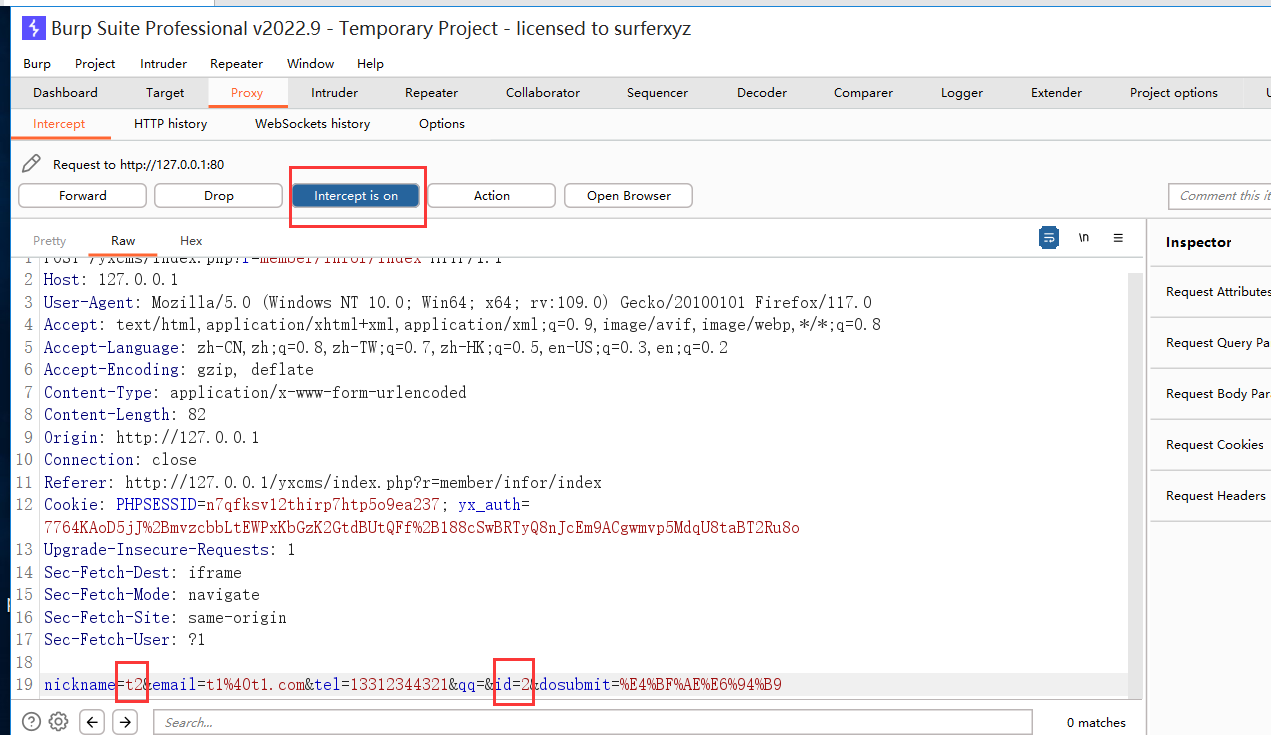 Burp Suite Professional v2022.9 - Temporary Project - licensed to surferxyz
Burp Project Intruder Repeater Window Help
Dashboard Target Proxy Intruder Repeater Collaborator Sequencer Decoder Comparer Logger Extender Project options
Intercept HTTP history WebSockets history Options
Request to http://127.0.0.1:80
Forward Drop Intercept is on Action Open Browser Comment this it
Pretty Raw Hex \n
Inspector
Request Attributes
Request Query Pa
Request Body Par
Request Cookies
Request Headers
1 POST /yxcms/index.php?r=member/infor/index HTTP/1.1
2 Host: 127.0.0.1
3 User-Agent: Mozilla/5.0 (Windows NT 10.0; Win64; x64; rv:109.0) Gecko/20100101 Firefox/117.0
4 Accept: text/html,application/xhtml+xml,application/xml;q=0.9,image/avif,image/webp,*/*;q=0.8
5 Accept-Language: zh-CN,zh;q=0.8,zh-TW;q=0.7,zh-HK;q=0.5,en-US;q=0.3,en;q=0.2
6 Accept-Encoding: gzip, deflate
7 Content-Type: application/x-www-form-urlencoded
8 Content-Length: 82
9 Origin: http://127.0.0.1
10 Connection: close
11 Referer: http://127.0.0.1/yxcms/index.php?r=member/infor/index
12 Cookie: PHPSESSID=n7qfksv12thirp7htp5o9ea237; yx_auth=
7764KAoD5jJ%2BmvzcbbLtEWPxKbGzK2GtdBUtQFf%2B188cSwBRTyQ8nJcEm9ACgwmvp5MdqU8taBT2Ru8o
13 Upgrade-Insecure-Requests: 1
14 Sec-Fetch-Dest: iframe
15 Sec-Fetch-Mode: navigate
16 Sec-Fetch-Site: same-origin
17 Sec-Fetch-User: ?1
18
19 nickname=t2&email=t1%40t1.com&tel=13312344321&qq=&id=2&dosubmit=%E4%BF%AE%E6%94%B9
Search... 0 matches